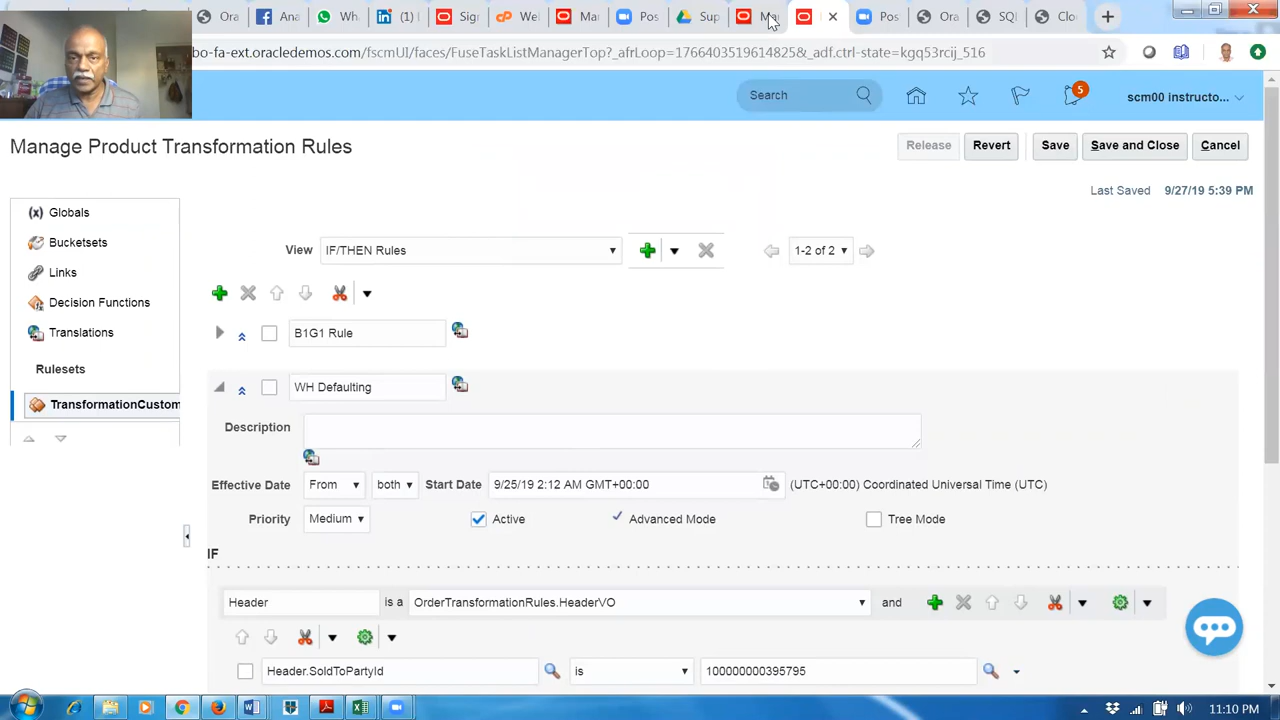 Ora
Ana
Wh
(1)
Sig
Wa
Mar
Pos
Sup
Pos
Ora
SQ
Clo
bo-fa-ext.oracledemos.com/fscmUI/faces/FuseTaskListManagerTop?_afrLoop=1766403519614825&_adf.ctrl-state=kgq53rcij_516
Search
5
scm00 instructo...
Manage Product Transformation Rules
Release
Revert
Save
Save and Close
Cancel
Last Saved 9/27/19 5:39 PM
(x) Globals
Bucketsets
Links
Decision Functions
Translations
Rulesets
TransformationCustom
View IF/THEN Rules
1-2 of 2
B1G1 Rule
WH Defaulting
Description
Effective Date From both Start Date 9/25/19 2:12 AM GMT+00:00 (UTC+00:00) Coordinated Universal Time (UTC)
Priority Medium Active Advanced Mode Tree Mode
IF
Header is a OrderTransformationRules.HeaderVO and
Header.SoldToPartyId is 100000000395795
11:10 PM